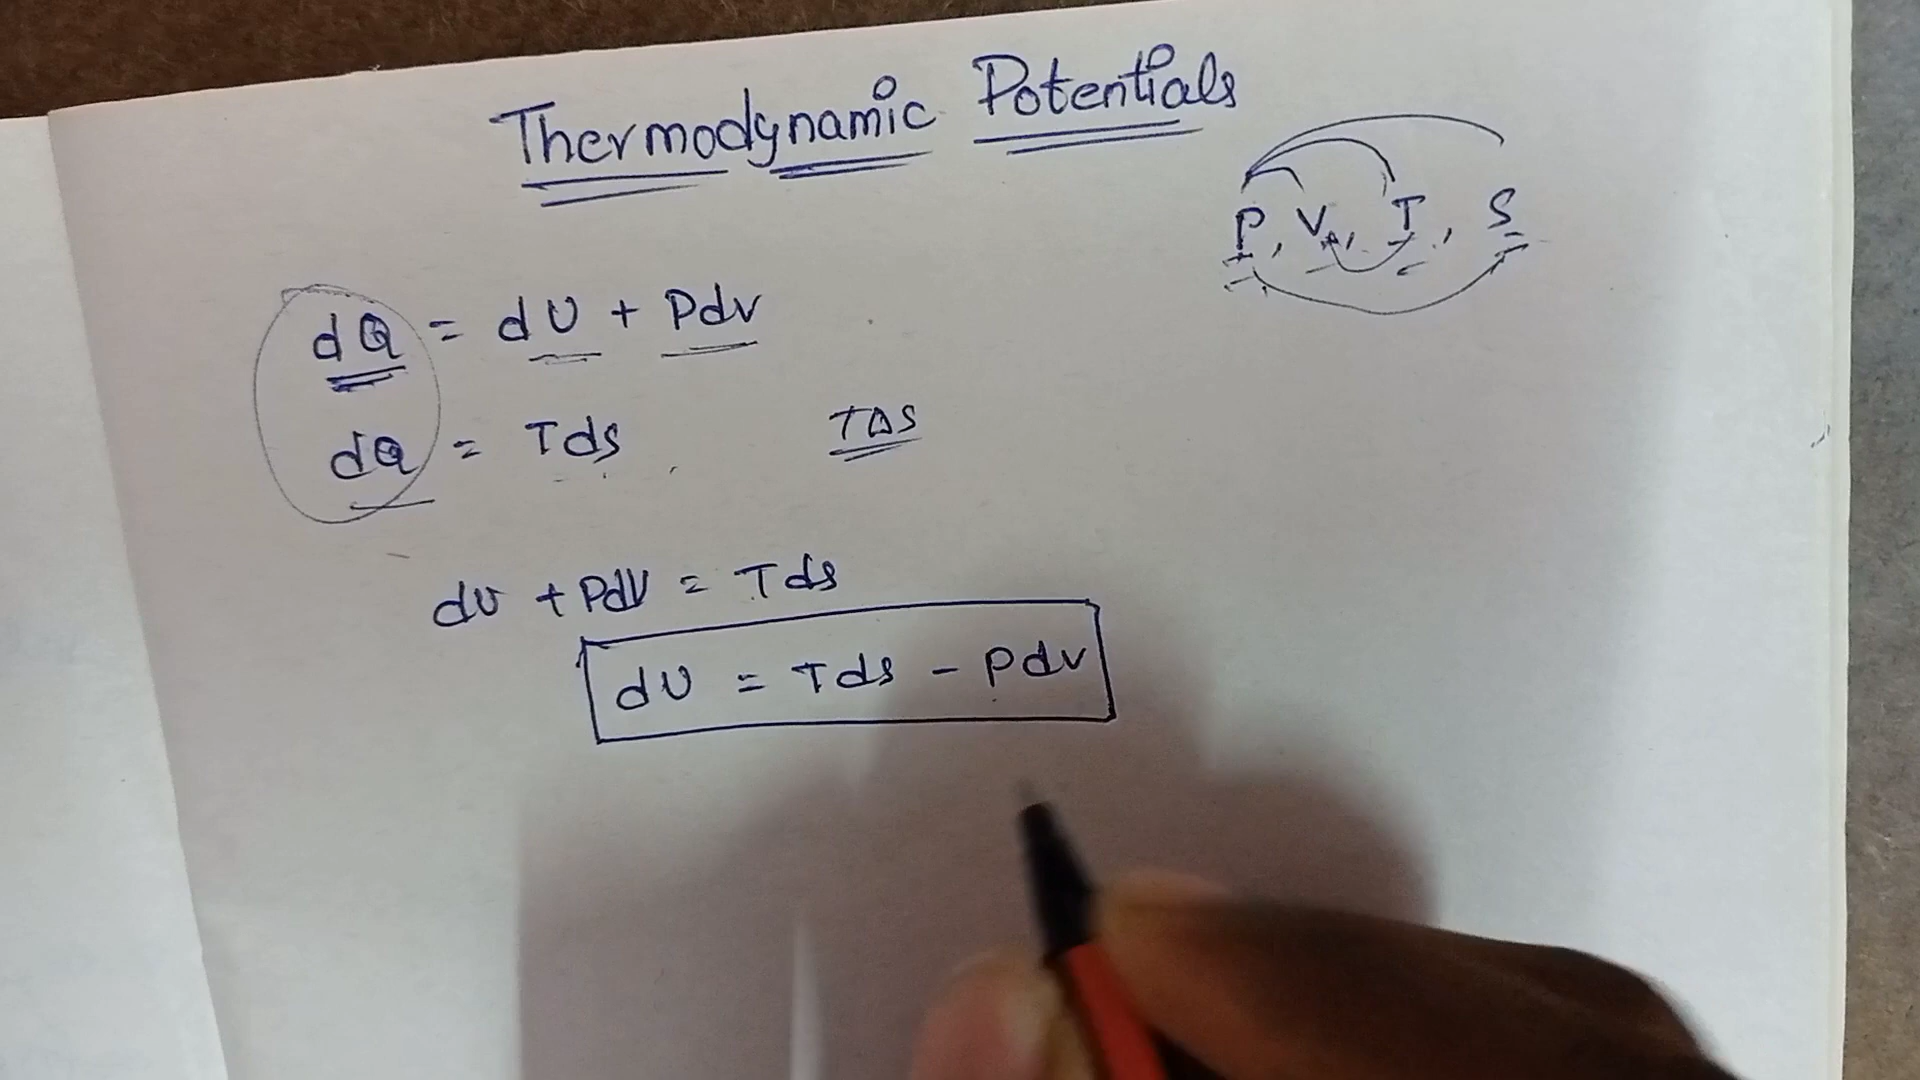 Thermodynamic Potentials
P, V, T, S
dQ = dU + Pdv
dQ = Tds
TΔS
dU + PdV = Tds
dU = Tds - Pdv